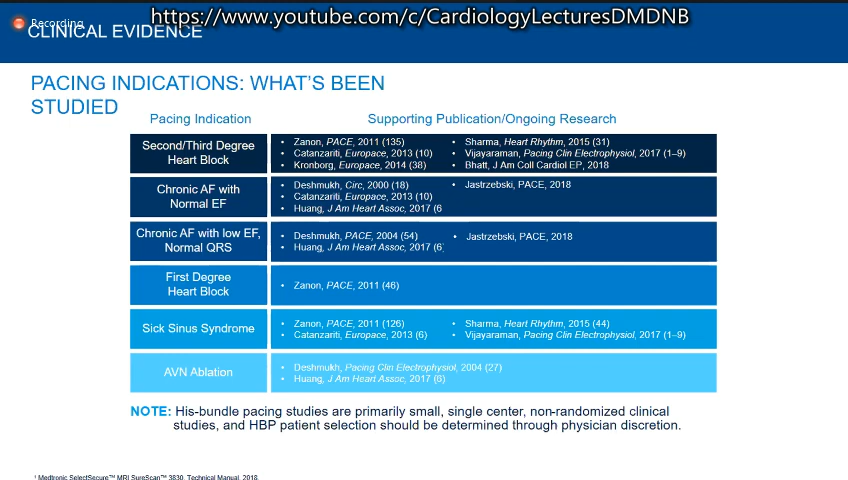 https://www.youtube.com/c/CardiologyLecturesDMDNB
Recording
CLINICAL EVIDENCE
PACING INDICATIONS: WHAT'S BEEN
STUDIED
Pacing Indication
Supporting Publication/Ongoing Research
Second/Third Degree
Heart Block
• Zanon, PACE, 2011 (135)
• Catanzariti, Europace, 2013 (10)
• Kronborg, Europace, 2014 (38)
• Sharma, Heart Rhythm, 2015 (31)
• Vijayaraman, Pacing Clin Electrophysiol, 2017 (1–9)
• Bhatt, J Am Coll Cardiol EP, 2018
Chronic AF with
Normal EF
• Deshmukh, Circ, 2000 (18)
• Catanzariti, Europace, 2013 (10)
• Huang, J Am Heart Assoc, 2017 (6
• Jastrzebski, PACE, 2018
Chronic AF with low EF,
Normal QRS
• Deshmukh, PACE, 2004 (54)
• Huang, J Am Heart Assoc, 2017 (6)
• Jastrzebski, PACE, 2018
First Degree
Heart Block
• Zanon, PACE, 2011 (46)
Sick Sinus Syndrome
• Zanon, PACE, 2011 (126)
• Catanzariti, Europace, 2013 (6)
• Sharma, Heart Rhythm, 2015 (44)
• Vijayaraman, Pacing Clin Electrophysiol, 2017 (1–9)
AVN Ablation
• Deshmukh, Pacing Clin Electrophysiol, 2004 (27)
• Huang, J Am Heart Assoc, 2017 (6)
NOTE: His-bundle pacing studies are primarily small, single center, non-randomized clinical
studies, and HBP patient selection should be determined through physician discretion.
¹ Medtronic SelectSecure™ MRI SureScan™ 3830. Technical Manual. 2018.